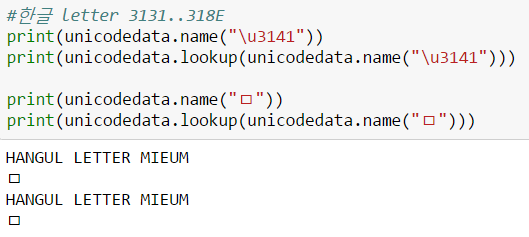 #한글 letter 3131..318E
print(unicodedata.name("\u3141"))
print(unicodedata.lookup(unicodedata.name("\u3141")))
print(unicodedata.name("ㅁ"))
print(unicodedata.lookup(unicodedata.name("ㅁ")))
HANGUL LETTER MIEUM
ㅁ
HANGUL LETTER MIEUM
ㅁ